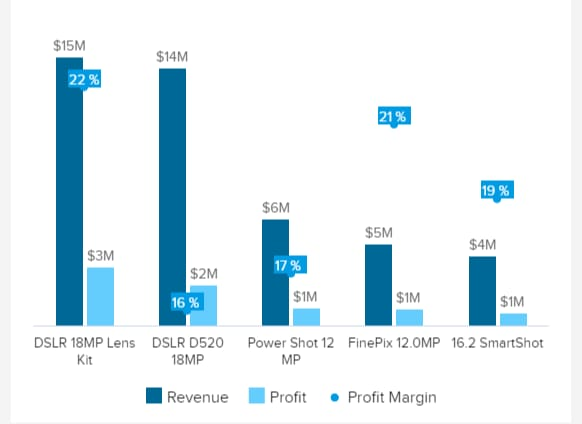 $15M
$14M
22 %
21 %
19 %
$6M
$5M
$4M
$3M
17 %
$2M
16 %
$1M
$1M
$1M
DSLR 18MP Lens
Kit
DSLR D520
18MP
Power Shot 12
MP
FinePix 12.0MP
16.2 SmartShot
Revenue
Profit
Profit Margin